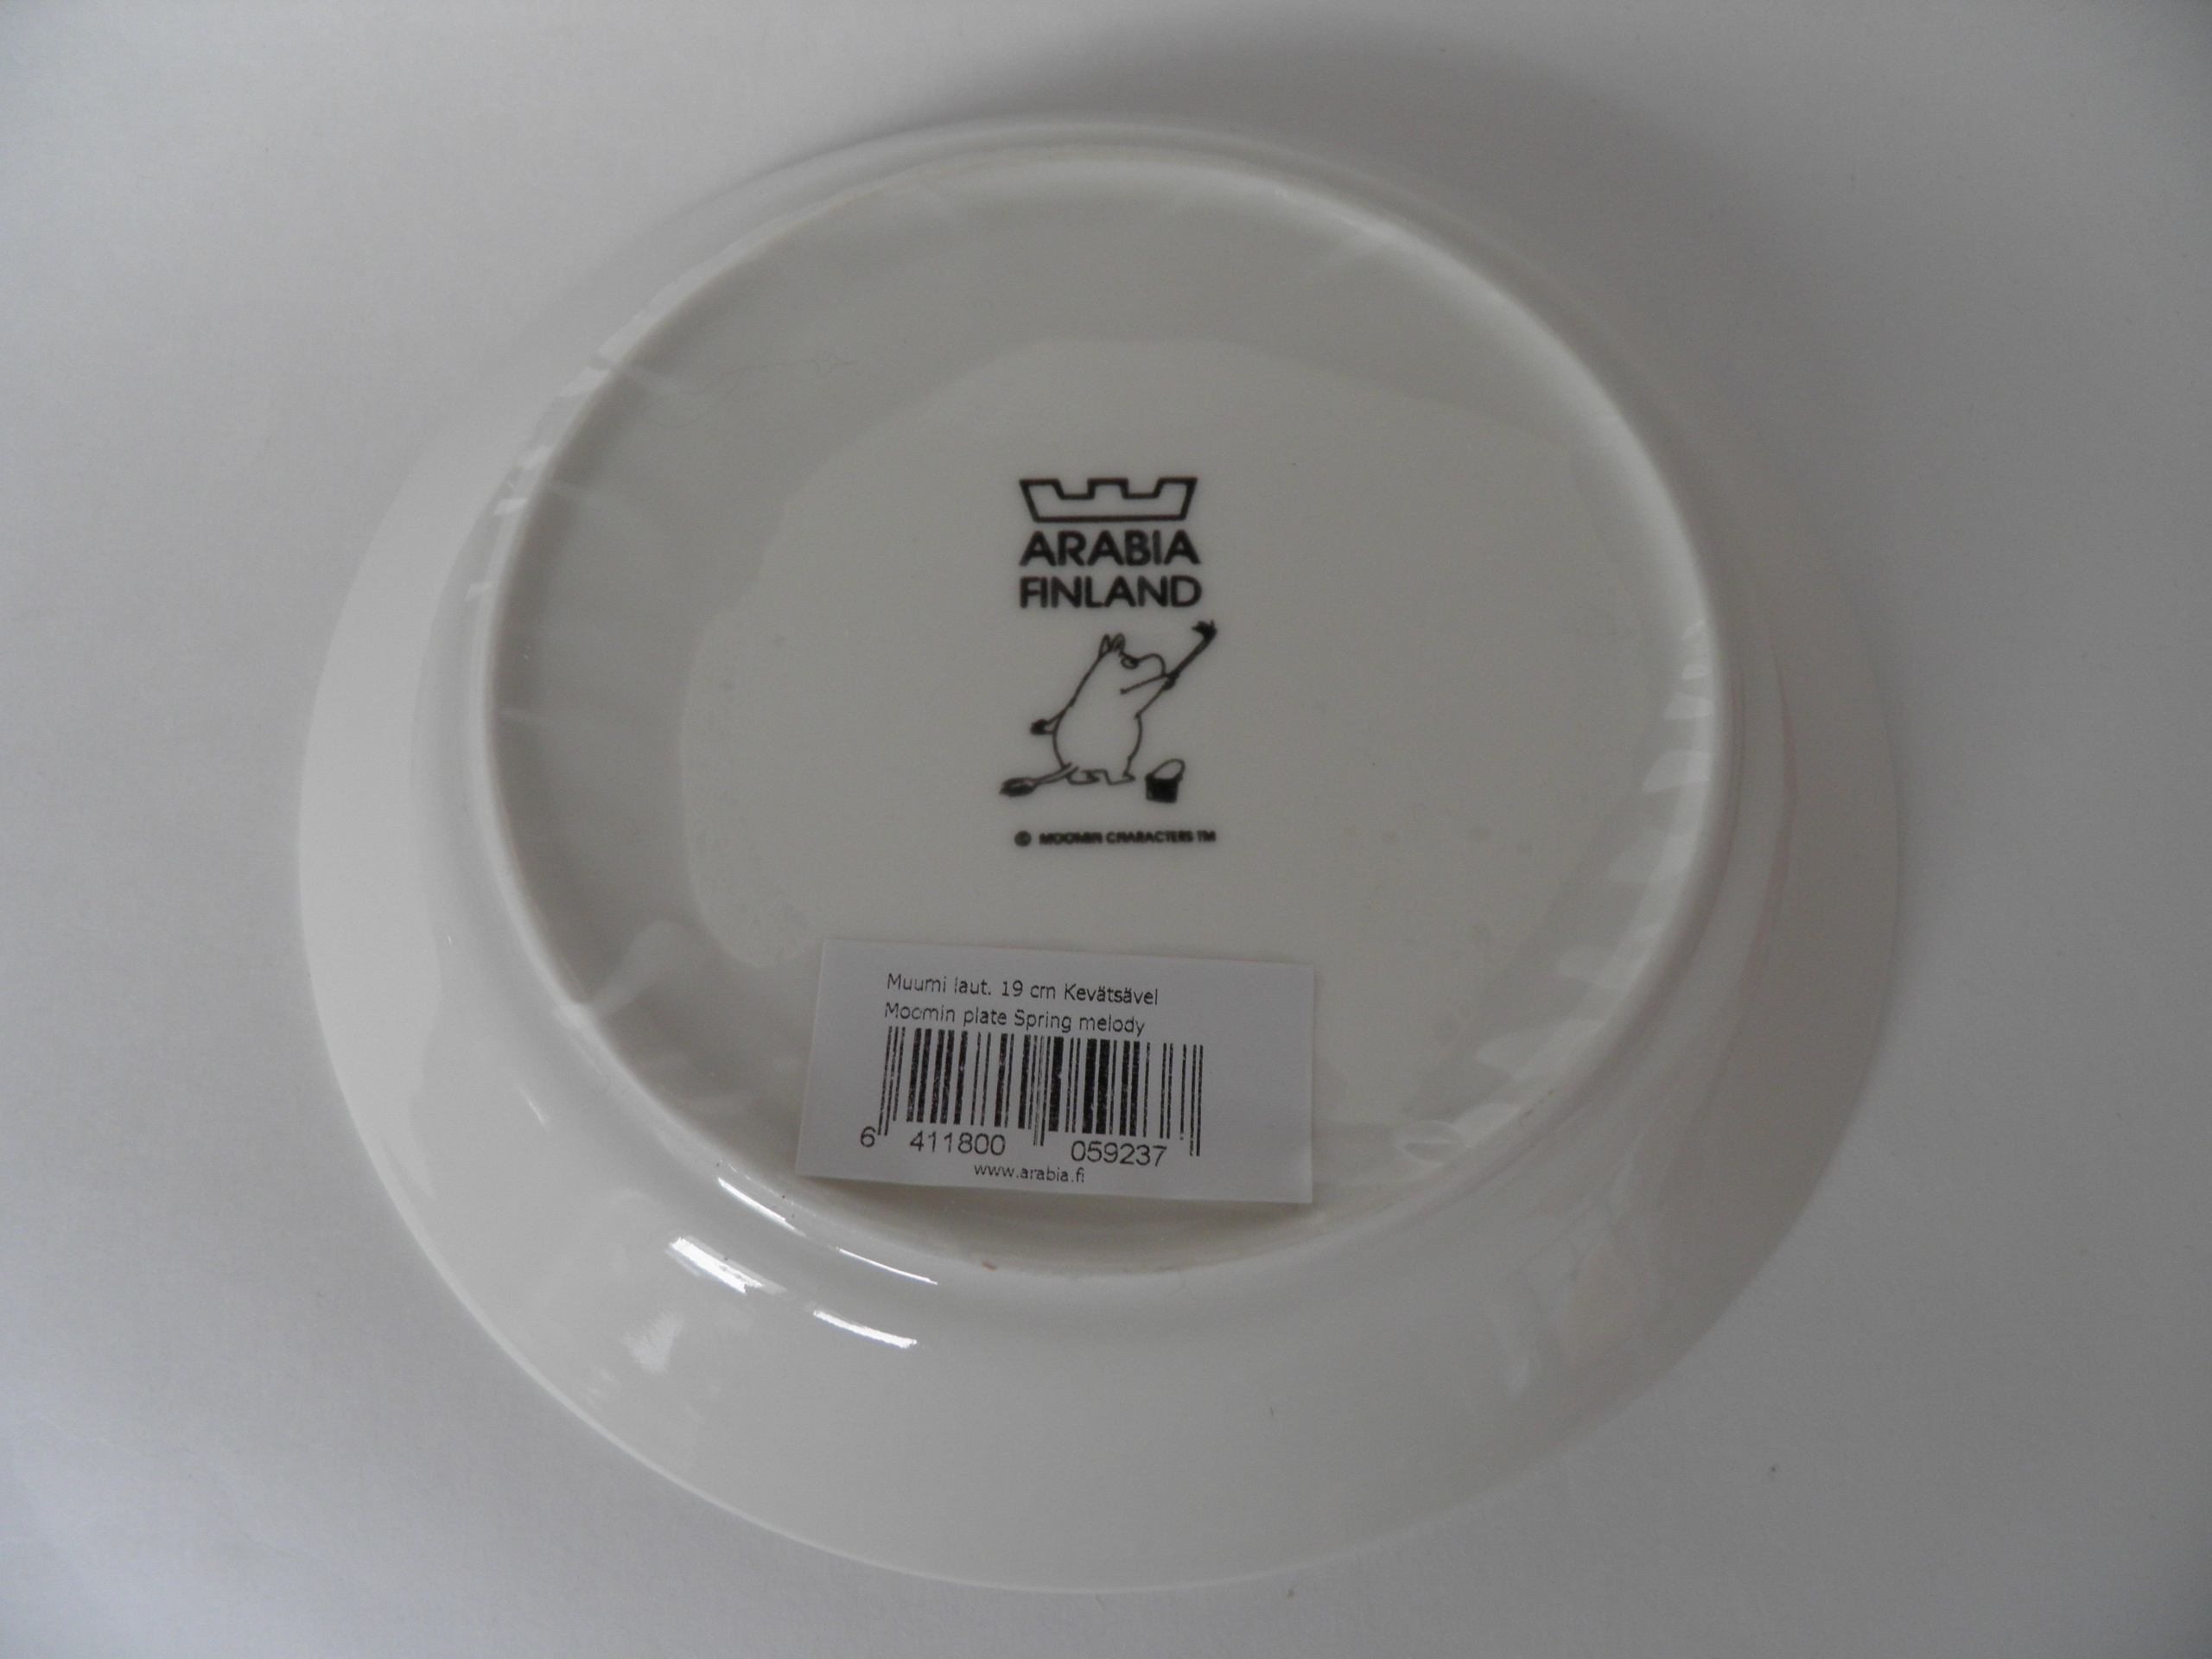 ARABIA
FINLAND
© MOOMIN CHARACTERS TM
Muumi laut. 19 cm Kevätsävel
Moomin plate Spring melody
6 411800 059237
www.arabia.fi